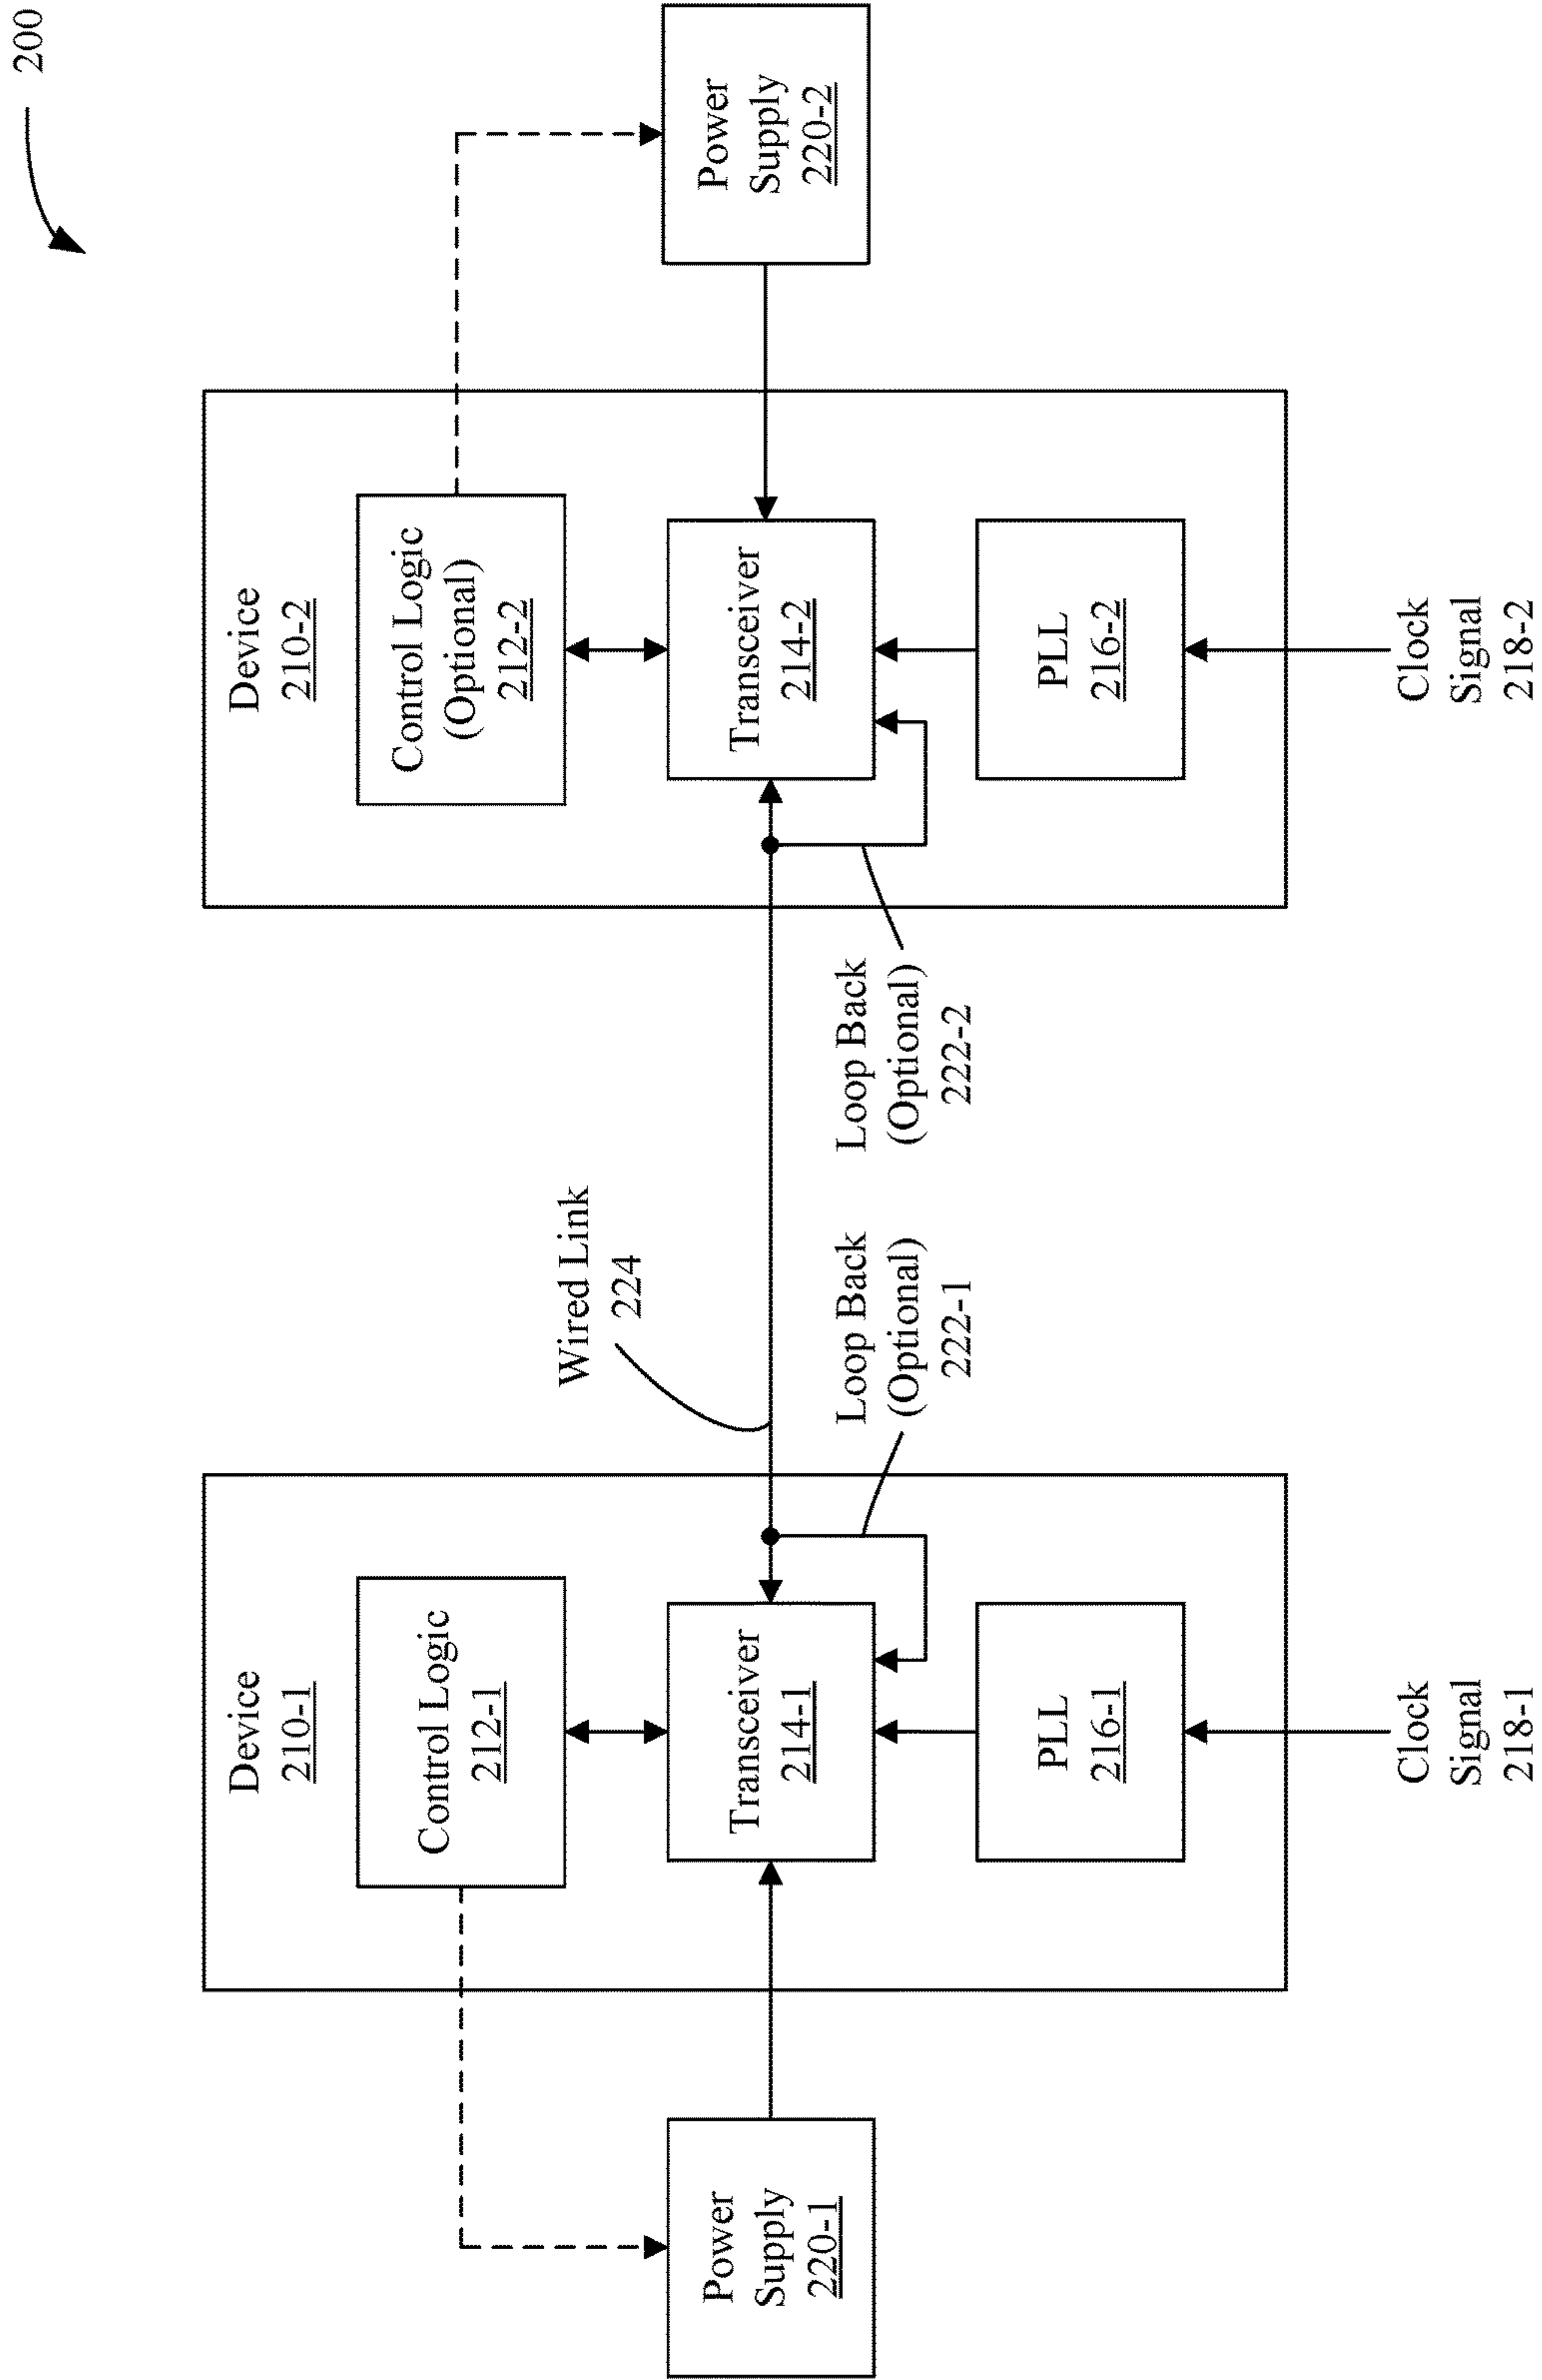 200
Device
210-1
Control Logic
212-1
Transceiver
214-1
PLL
216-1
Clock
Signal
218-1
Power
Supply
220-1
Wired Link
224
Loop Back
(Optional)
222-1
Loop Back
(Optional)
222-2
Device
210-2
Control Logic
(Optional)
212-2
Transceiver
214-2
PLL
216-2
Clock
Signal
218-2
Power
Supply
220-2